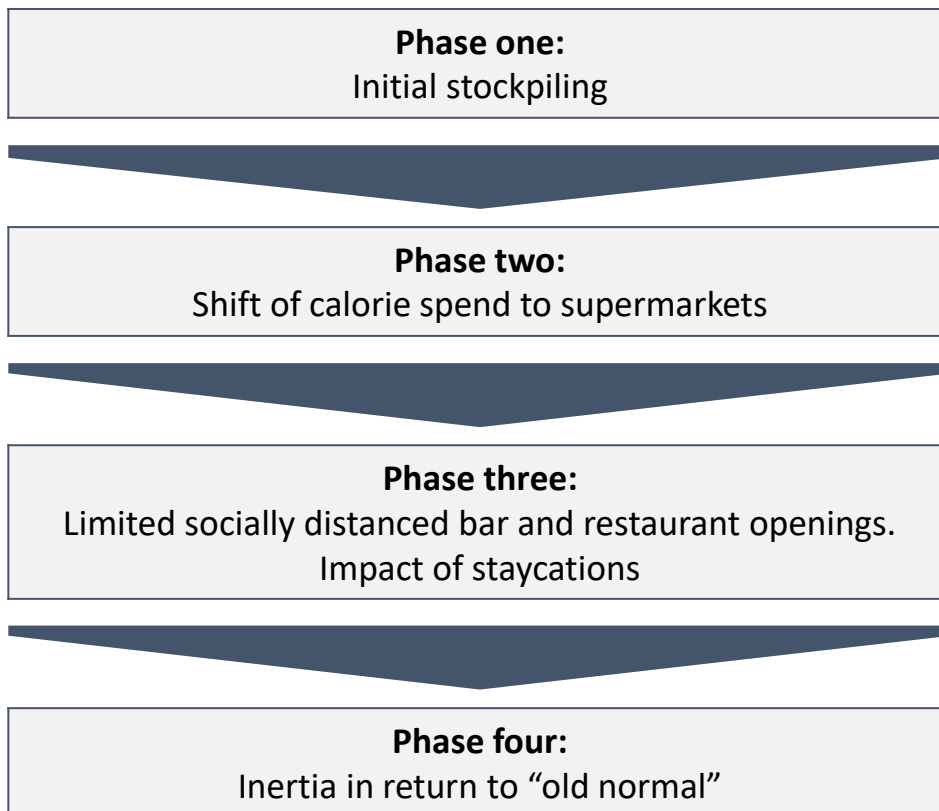 Phase one:
Initial stockpiling
Phase two:
Shift of calorie spend to supermarkets
Phase three:
Limited socially distanced bar and restaurant openings.
Impact of staycations
Phase four:
Inertia in return to “old normal”